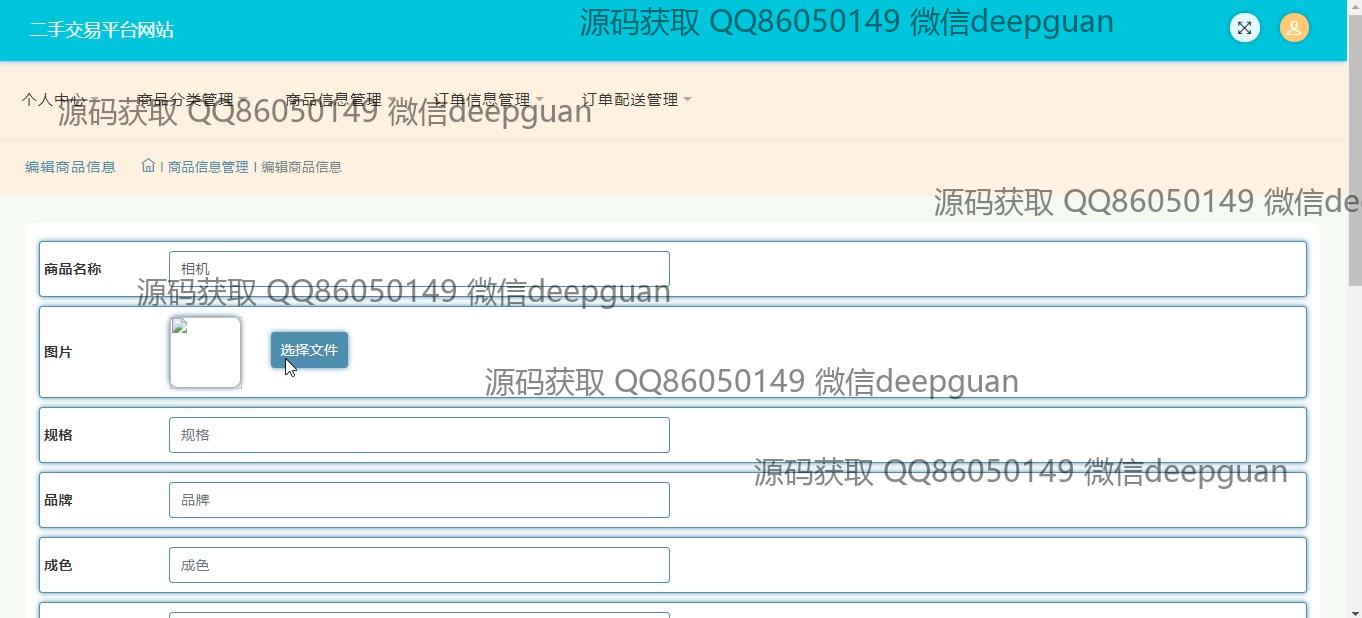 二手交易平台网站
源码获取 QQ86050149 微信deepguan
个人中心 商品分类管理 商品信息管理 订单信息管理 订单配送管理
源码获取 QQ86050149 微信deepguan
编辑商品信息 | 商品信息管理 | 编辑商品信息
源码获取 QQ86050149 微信de
商品名称 相机
源码获取 QQ86050149 微信deepguan
图片 选择文件
源码获取 QQ86050149 微信deepguan
规格 规格
源码获取 QQ86050149 微信deepguan
品牌 品牌
成色 成色